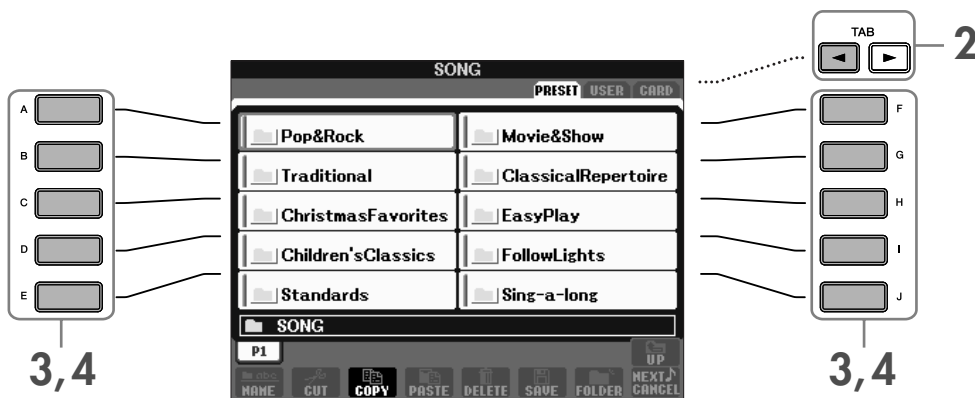 TAB
2
SONG
PRESET USER CARD
A
F
Pop&Rock
Movie&Show
B
G
Traditional
ClassicalRepertoire
C
H
ChristmasFavorites
EasyPlay
D
I
Children'sClassics
FollowLights
E
J
Standards
Sing-a-long
SONG
P1
UP
3,4
3,4
abc
NAME CUT COPY PASTE DELETE SAVE FOLDER NEXT♪
CANCEL